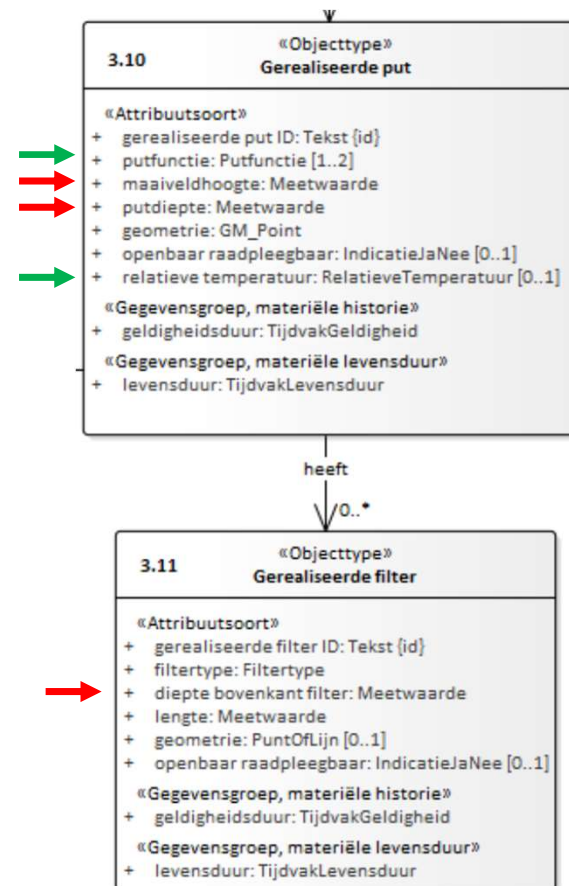 3.10
«Objecttype»
Gerealiseerde put
«Attribuutsoort»
+ gerealiseerde put ID: Tekst {id}
+ putfunctie: Putfunctie [1..2]
+ maaiveldhoogte: Meetwaarde
+ putdiepte: Meetwaarde
+ geometrie: GM_Point
+ openbaar raadpleegbaar: IndicatieJaNee [0..1]
+ relatieve temperatuur: RelatieveTemperatuur [0..1]
«Gegevensgroep, materiële historie»
+ geldigheidsduur: TijdvakGeldigheid
«Gegevensgroep, materiële levensduur»
+ levensduur: TijdvakLevensduur
heeft
0..*
3.11
«Objecttype»
Gerealiseerde filter
«Attribuutsoort»
+ gerealiseerde filter ID: Tekst {id}
+ filtertype: Filtertype
+ diepte bovenkant filter: Meetwaarde
+ lengte: Meetwaarde
+ geometrie: PuntOfLijn [0..1]
+ openbaar raadpleegbaar: IndicatieJaNee [0..1]
«Gegevensgroep, materiële historie»
+ geldigheidsduur: TijdvakGeldigheid
«Gegevensgroep, materiële levensduur»
+ levensduur: TijdvakLevensduur